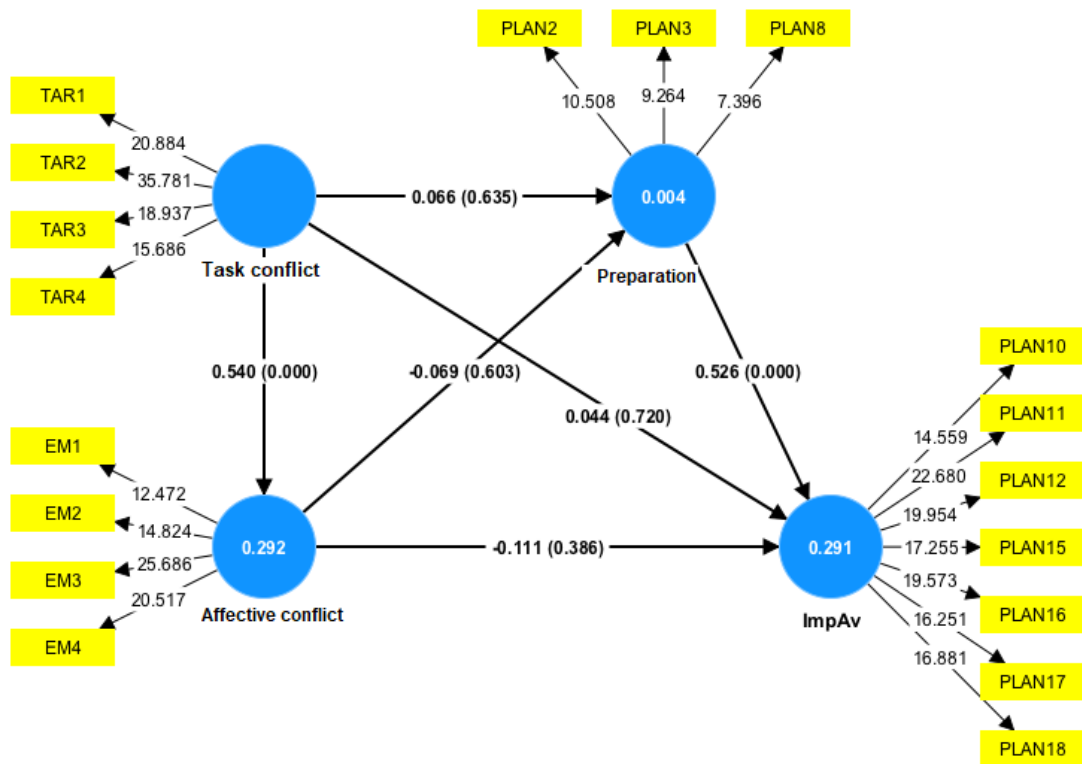 PLAN2 PLAN3 PLAN8
10.508 9.264 7.396
TAR1
TAR2
TAR3
TAR4
20.884
35.781
18.937
15.686
0.066 (0.635)
0.004
Task conflict
Preparation
0.540 (0.000)
-0.069 (0.603)
0.526 (0.000)
0.044 (0.720)
EM1
EM2
EM3
EM4
12.472
14.824
25.686
20.517
0.292
Affective conflict
-0.111 (0.386)
0.291
ImpAv
14.559
22.680
19.954
17.255
19.573
16.251
16.881
PLAN10
PLAN11
PLAN12
PLAN15
PLAN16
PLAN17
PLAN18